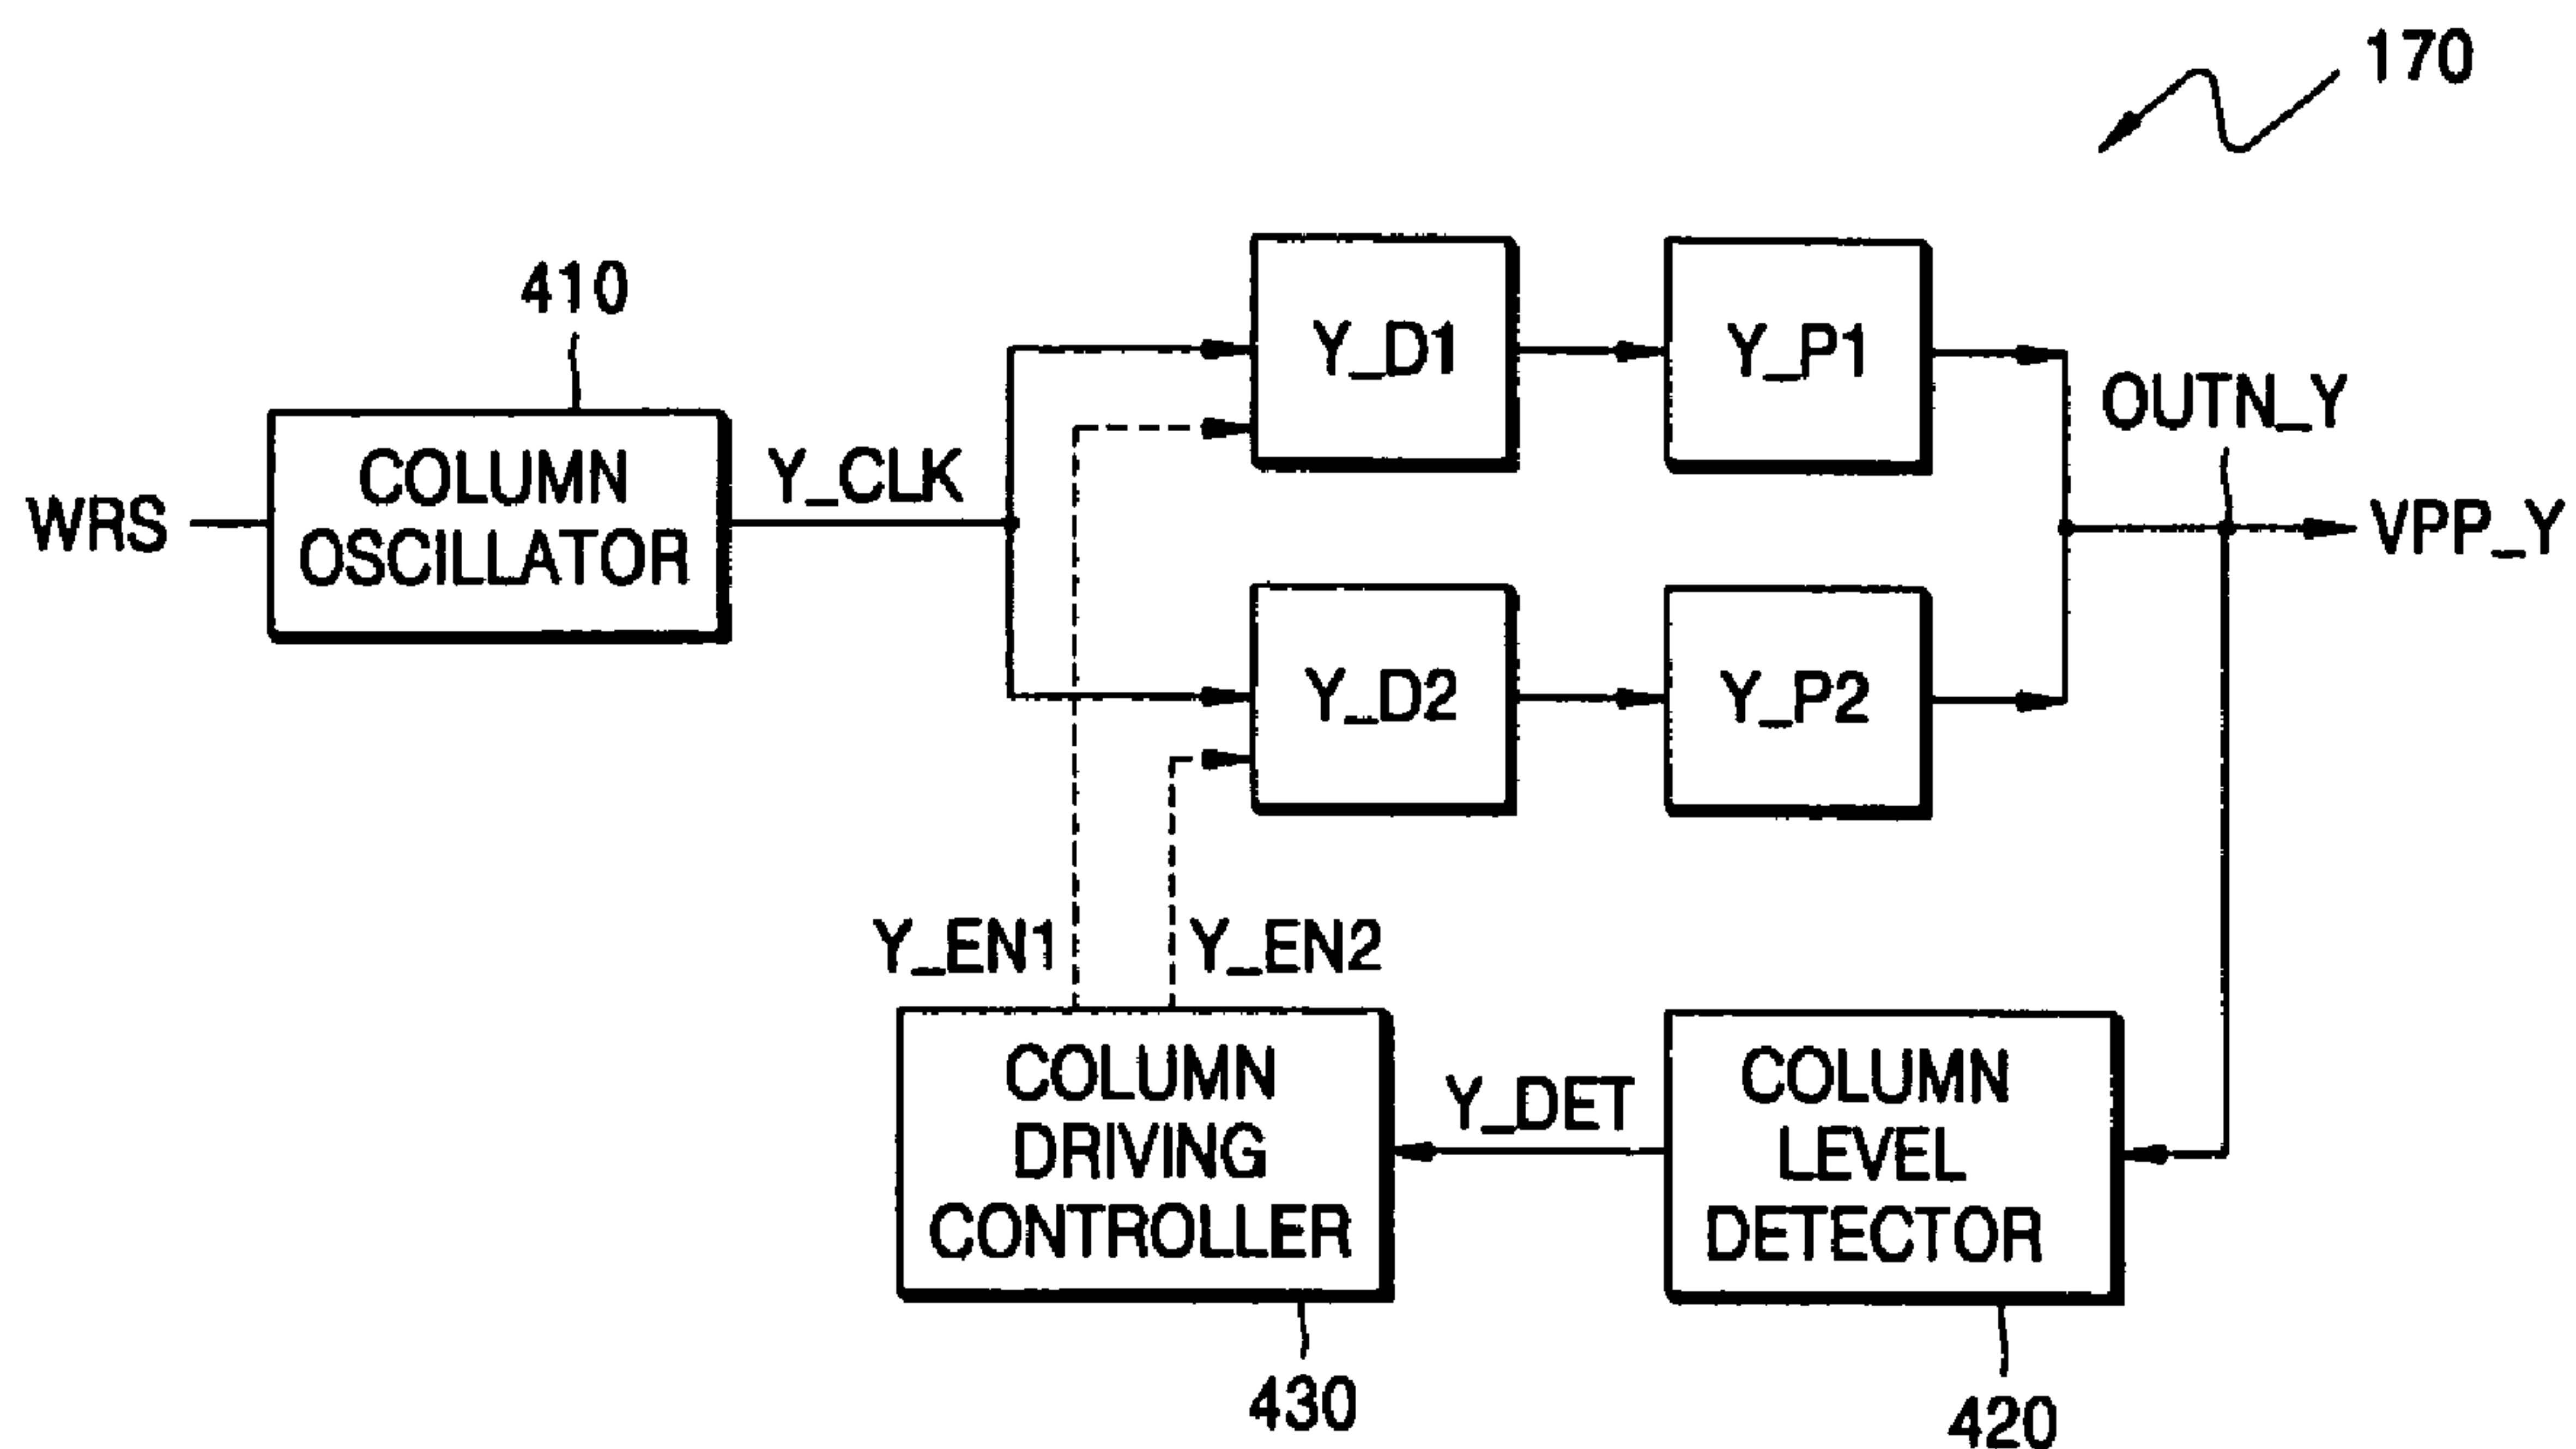 170
410
Y_D1
Y_P1
OUTN_Y
COLUMN
OSCILLATOR
WRS
Y_CLK
VPP_Y
Y_D2
Y_P2
Y_EN1
Y_EN2
COLUMN
DRIVING
CONTROLLER
Y_DET
COLUMN
LEVEL
DETECTOR
430
420